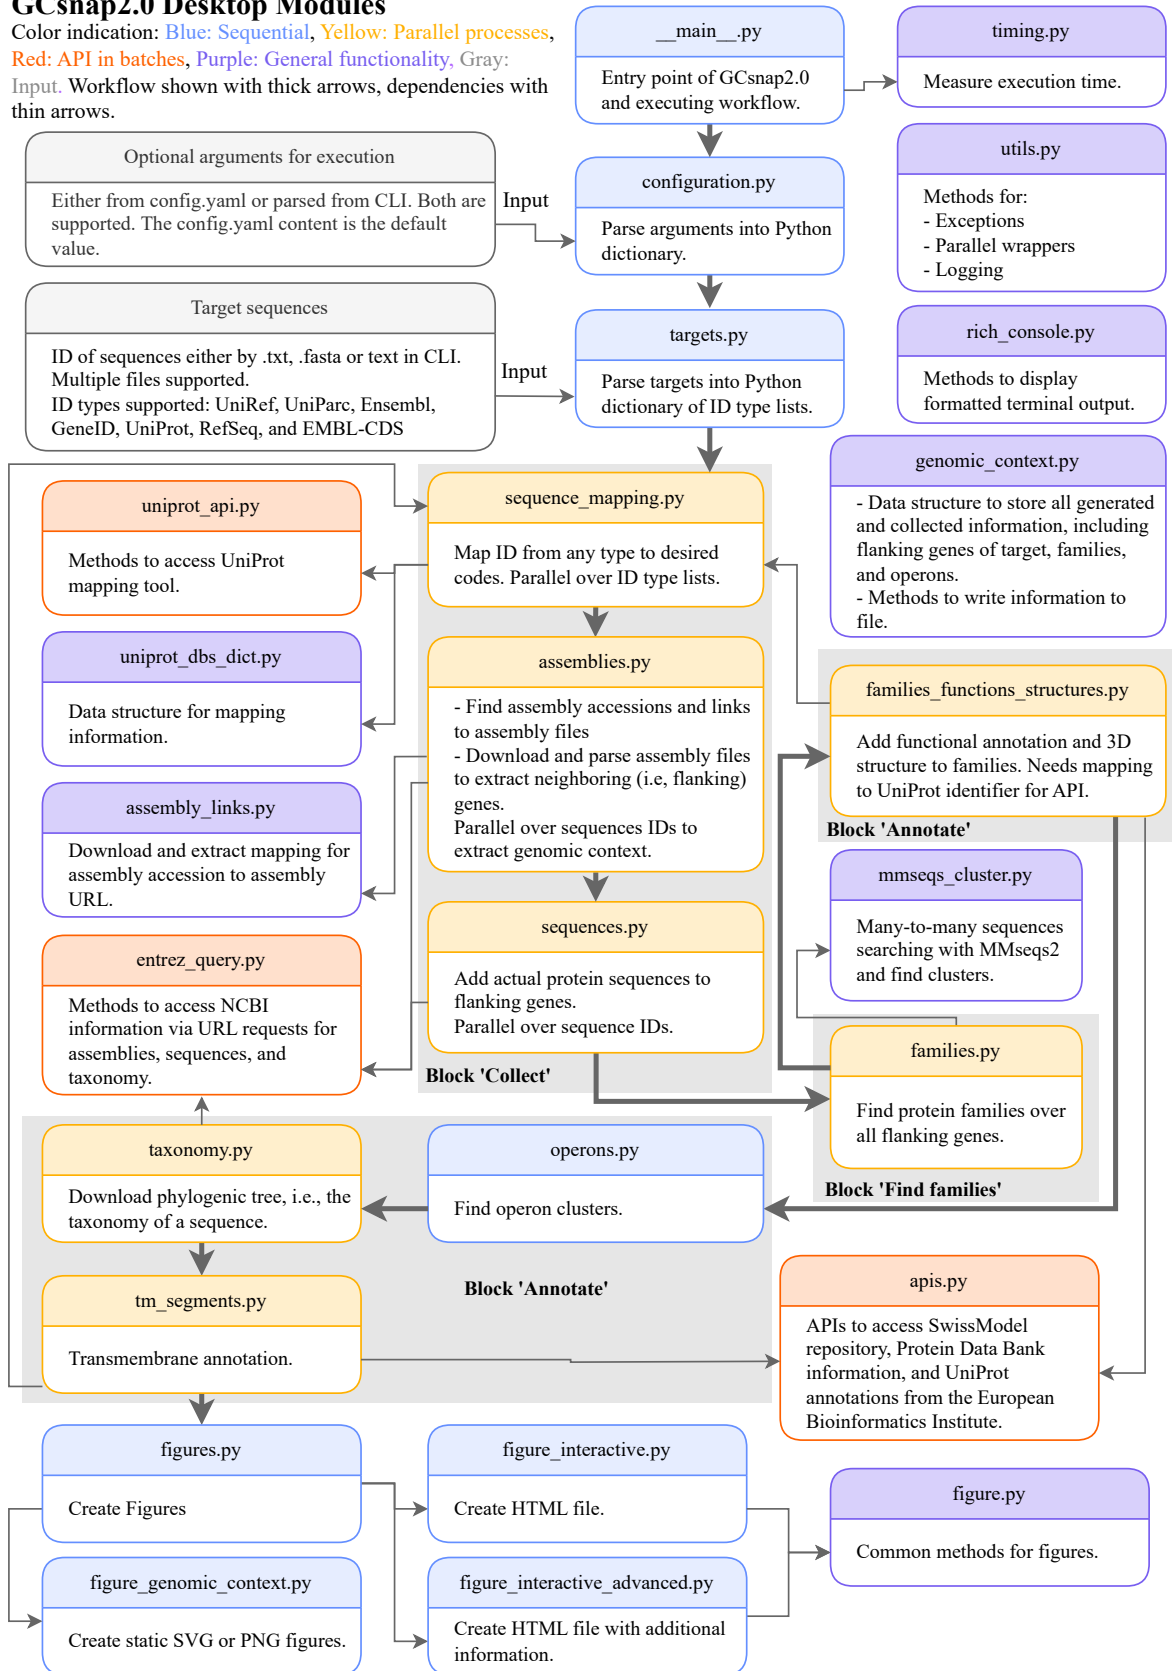 GCsnap2.0 Desktop Modules
Color indication: Blue: Sequential, Yellow: Parallel processes,
Red: API in batches, Purple: General functionality, Gray:
Input. Workflow shown with thick arrows, dependencies with
thin arrows.
__main__.py
Entry point of GCsnap2.0
and executing workflow.
timing.py
Measure execution time.
Optional arguments for execution
Either from config.yaml or parsed from CLI. Both are
supported. The config.yaml content is the default
value.
Input
configuration.py
Parse arguments into Python
dictionary.
utils.py
Methods for:
- Exceptions
- Parallel wrappers
- Logging
Target sequences
ID of sequences either by .txt, .fasta or text in CLI.
Multiple files supported.
ID types supported: UniRef, UniParc, Ensembl,
GeneID, UniProt, RefSeq, and EMBL-CDS
Input
targets.py
Parse targets into Python
dictionary of ID type lists.
rich_console.py
Methods to display
formatted terminal output.
genomic_context.py
- Data structure to store all generated
and collected information, including
flanking genes of target, families,
and operons.
- Methods to write information to
file.
uniprot_api.py
Methods to access UniProt
mapping tool.
sequence_mapping.py
Map ID from any type to desired
codes. Parallel over ID type lists.
uniprot_dbs_dict.py
Data structure for mapping
information.
assemblies.py
- Find assembly accessions and links
to assembly files
- Download and parse assembly files
to extract neighboring (i.e, flanking)
genes.
Parallel over sequences IDs to
extract genomic context.
families_functions_structures.py
Add functional annotation and 3D
structure to families. Needs mapping
to UniProt identifier for API.
Block 'Annotate'
assembly_links.py
Download and extract mapping for
assembly accession to assembly
URL.
mmseqs_cluster.py
Many-to-many sequences
searching with MMseqs2
and find clusters.
sequences.py
Add actual protein sequences to
flanking genes.
Parallel over sequence IDs.
Block 'Collect'
entrez_query.py
Methods to access NCBI
information via URL requests for
assemblies, sequences, and
taxonomy.
families.py
Find protein families over
all flanking genes.
Block 'Find families'
taxonomy.py
Download phylogenic tree, i.e., the
taxonomy of a sequence.
operons.py
Find operon clusters.
Block 'Annotate'
tm_segments.py
Transmembrane annotation.
apis.py
APIs to access SwissModel
repository, Protein Data Bank
information, and UniProt
annotations from the European
Bioinformatics Institute.
figures.py
Create Figures
figure_interactive.py
Create HTML file.
figure.py
Common methods for figures.
figure_genomic_context.py
Create static SVG or PNG figures.
figure_interactive_advanced.py
Create HTML file with additional
information.